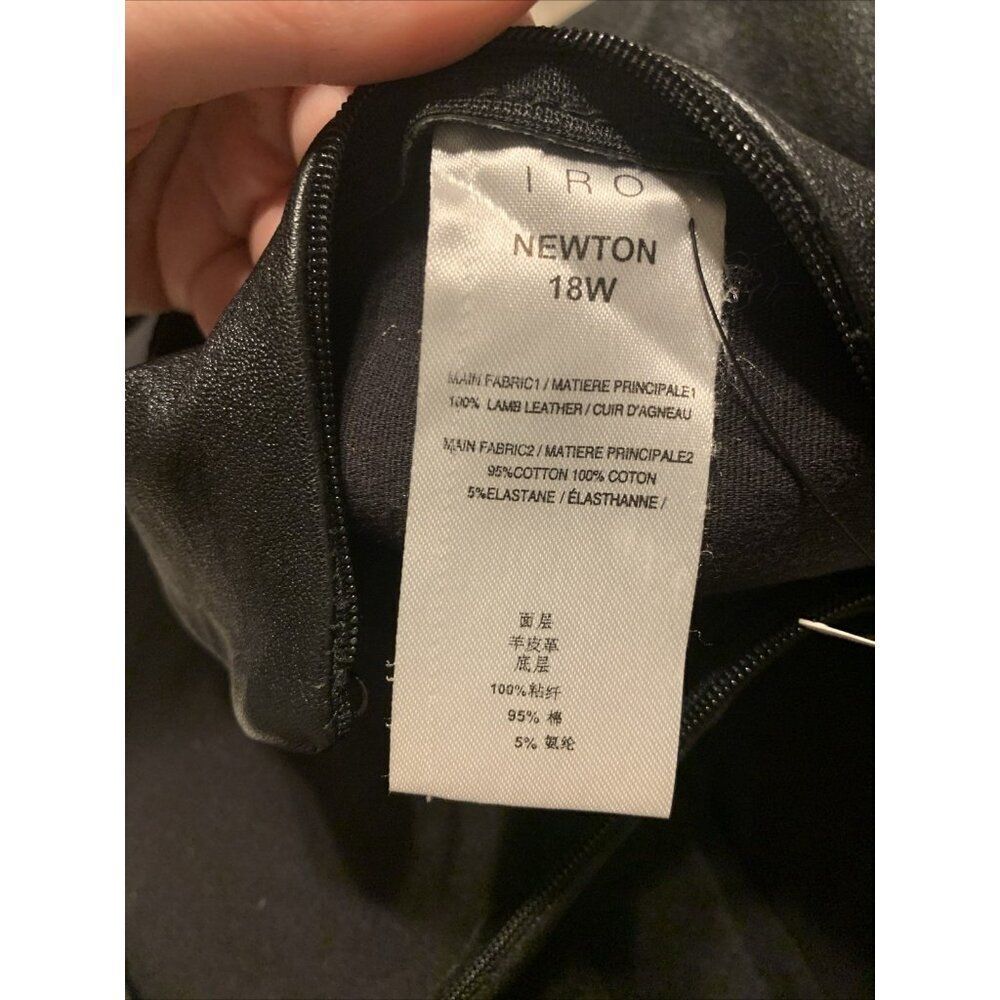 IRO
NEWTON
18W
MAIN FABRIC1 / MATIERE PRINCIPALE1
100% LAMB LEATHER / CUIR D'AGNEAU
MAIN FABRIC2 / MATIERE PRINCIPALE2
95%COTTON 100% COTON
5%ELASTANE / ÉLASTHANNE /
面层
羊皮革
底层
100%粘纤
95% 棉
5% 氨纶